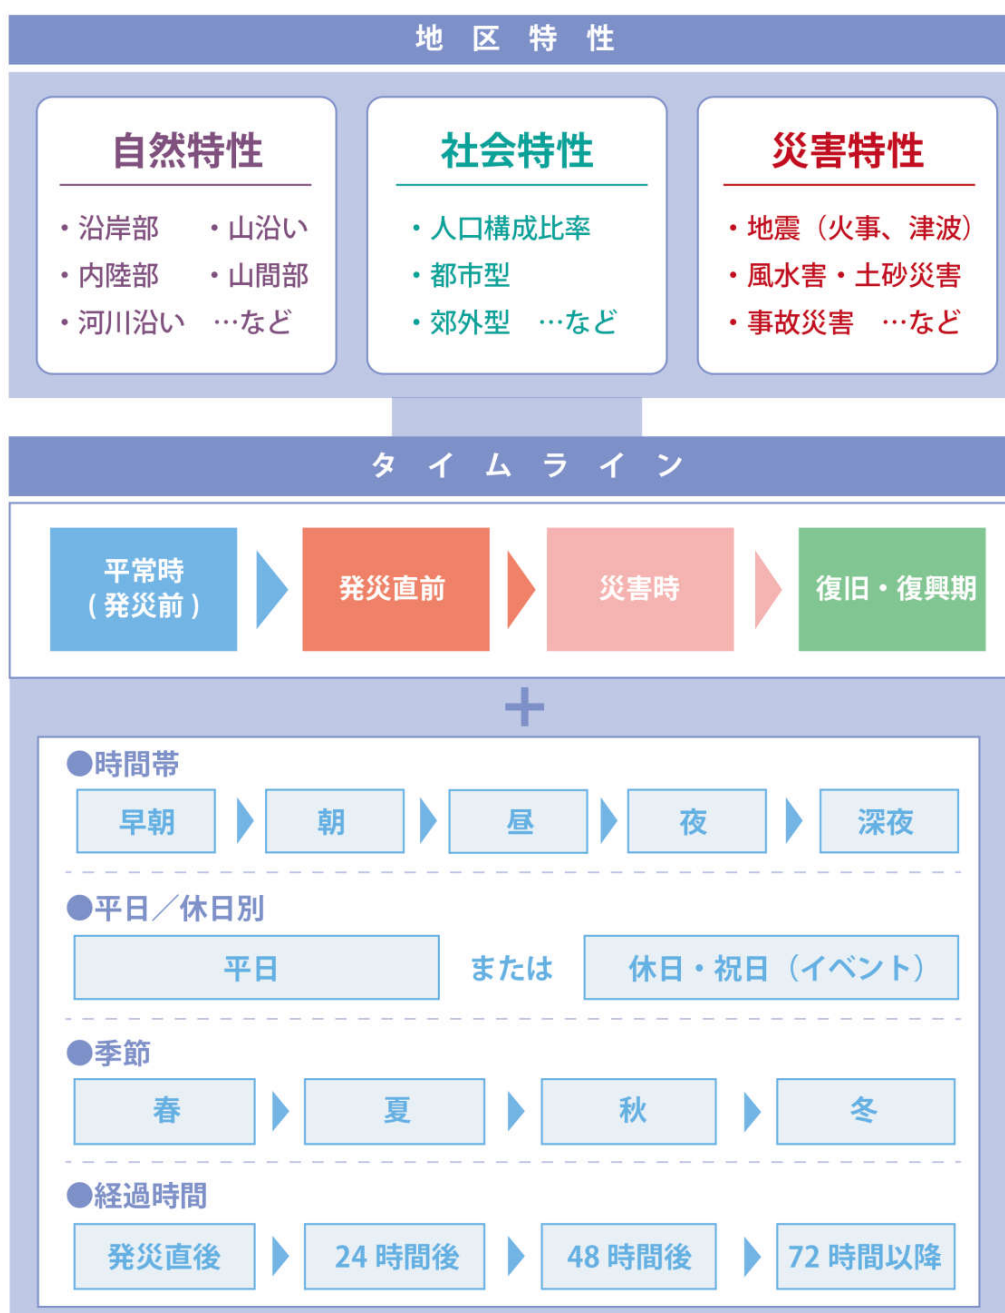 地区特性
自然特性
・沿岸部 ・山沿い
・内陸部 ・山間部
・河川沿い …など
社会特性
・人口構成比率
・都市型
・郊外型 …など
災害特性
・地震（火事、津波）
・風水害・土砂災害
・事故災害 …など
タイムライン
平常時
(発災前)
発災直前
災害時
復旧・復興期
＋
●時間帯
早朝 朝 昼 夜 深夜
●平日／休日別
平日 または 休日・祝日（イベント）
●季節
春 夏 秋 冬
●経過時間
発災直後 24時間後 48時間後 72時間以降